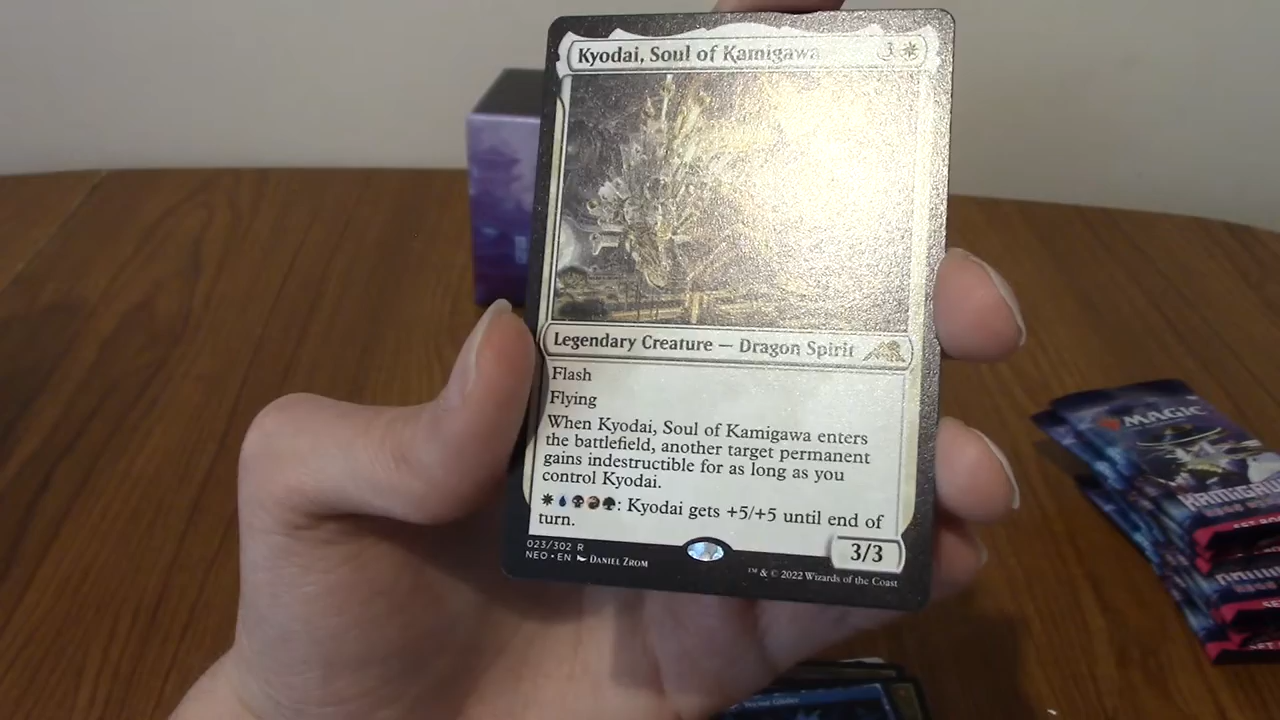 Kyodai, Soul of Kamigawa 3
Legendary Creature — Dragon Spirit
Flash
Flying
When Kyodai, Soul of Kamigawa enters
the battlefield, another target permanent
gains indestructible for as long as you
control Kyodai.
: Kyodai gets +5/+5 until end of
turn.
3/3
023/302 R
NEO • EN DANIEL ZROM
™ & © 2022 Wizards of the Coast
MAGIC